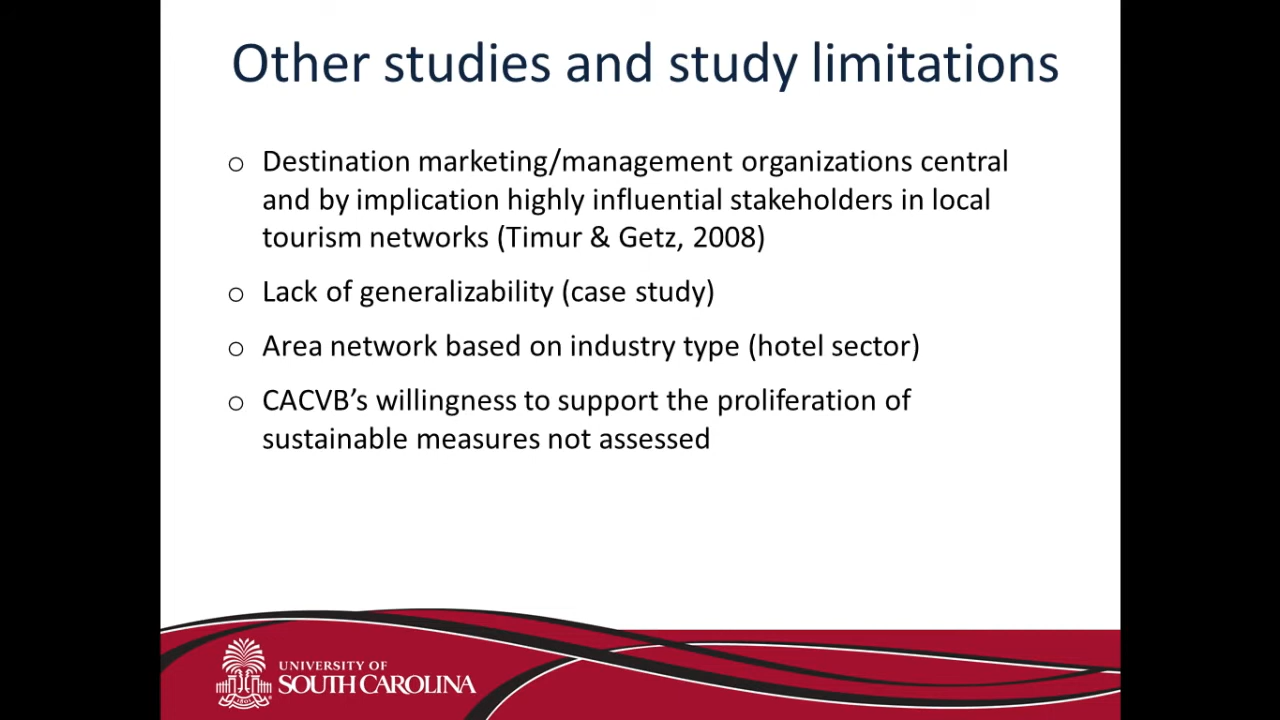 Other studies and study limitations
o Destination marketing/management organizations central
and by implication highly influential stakeholders in local
tourism networks (Timur & Getz, 2008)
o Lack of generalizability (case study)
o Area network based on industry type (hotel sector)
o CACVB’s willingness to support the proliferation of
sustainable measures not assessed
UNIVERSITY OF
SOUTH CAROLINA